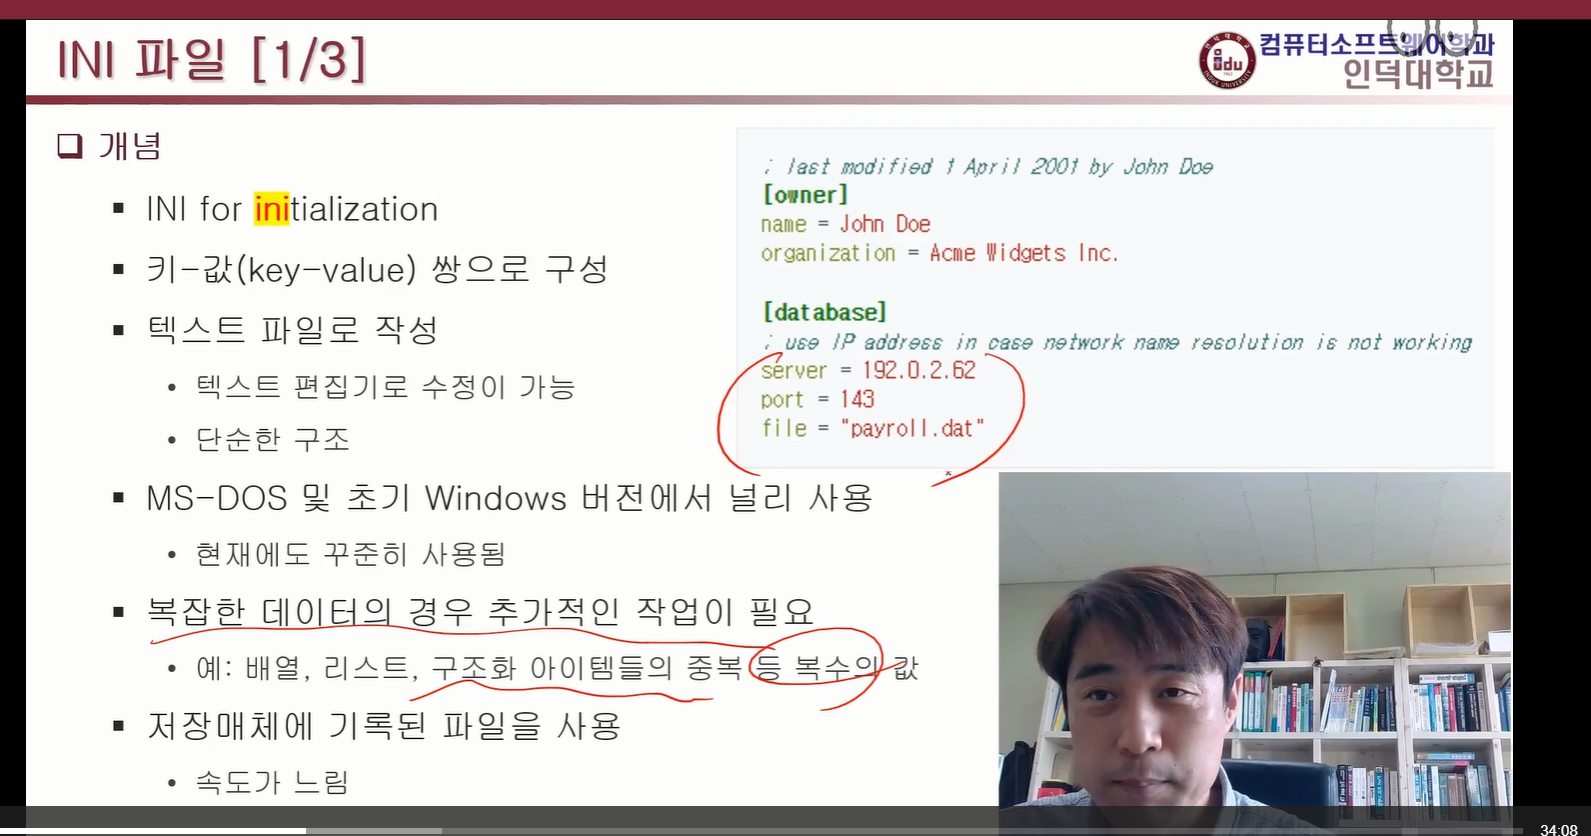 INI 파일 [1/3]
컴퓨터소프트웨어학과
인덕대학교
개념
INI for initialization
키-값(key-value) 쌍으로 구성
텍스트 파일로 작성
텍스트 편집기로 수정이 가능
단순한 구조
MS-DOS 및 초기 Windows 버전에서 널리 사용
현재에도 꾸준히 사용됨
복잡한 데이터의 경우 추가적인 작업이 필요
예: 배열, 리스트, 구조화 아이템들의 중복 등 복수의 값
저장매체에 기록된 파일을 사용
속도가 느림
; last modified 1 April 2001 by John Doe
[owner]
name = John Doe
organization = Acme Widgets Inc.
[database]
; use IP address in case network name resolution is not working
server = 192.0.2.62
port = 143
file = "payroll.dat"
34:08